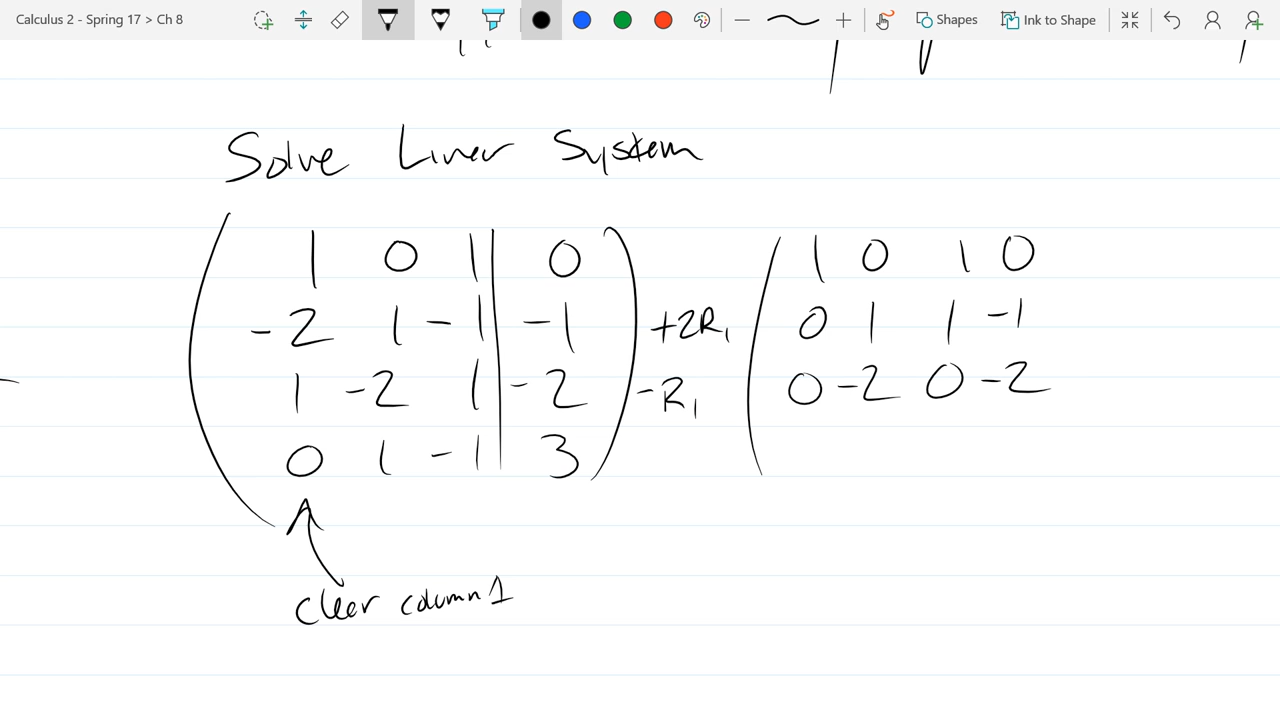 Calculus 2 - Spring 17 > Ch 8
Shapes
Ink to Shape
Solve Liner System
1 0 1 0
-2 1 -1 -1 +2R1
1 -2 1 -2 -R1
0 1 -1 3
1 0 1 0
0 1 1 -1
0 -2 0 -2
Cleer column 1